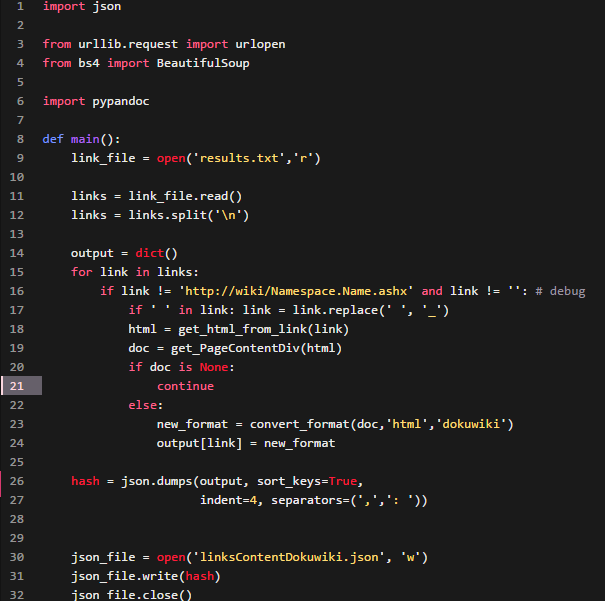 1 import json
2
3 from urllib.request import urlopen
4 from bs4 import BeautifulSoup
5
6 import pypandoc
7
8 def main():
9     link_file = open('results.txt','r')
10
11     links = link_file.read()
12     links = links.split('\n')
13
14     output = dict()
15     for link in links:
16         if link != 'http://wiki/Namespace.Name.ashx' and link != '': # debug
17             if ' ' in link: link = link.replace(' ', '_')
18             html = get_html_from_link(link)
19             doc = get_PageContentDiv(html)
20             if doc is None:
21                 continue
22             else:
23                 new_format = convert_format(doc,'html','dokuwiki')
24                 output[link] = new_format
25
26     hash = json.dumps(output, sort_keys=True,
27                       indent=4, separators=(',',': '))
28
29
30     json_file = open('linksContentDokuwiki.json', 'w')
31     json_file.write(hash)
32     json_file.close()